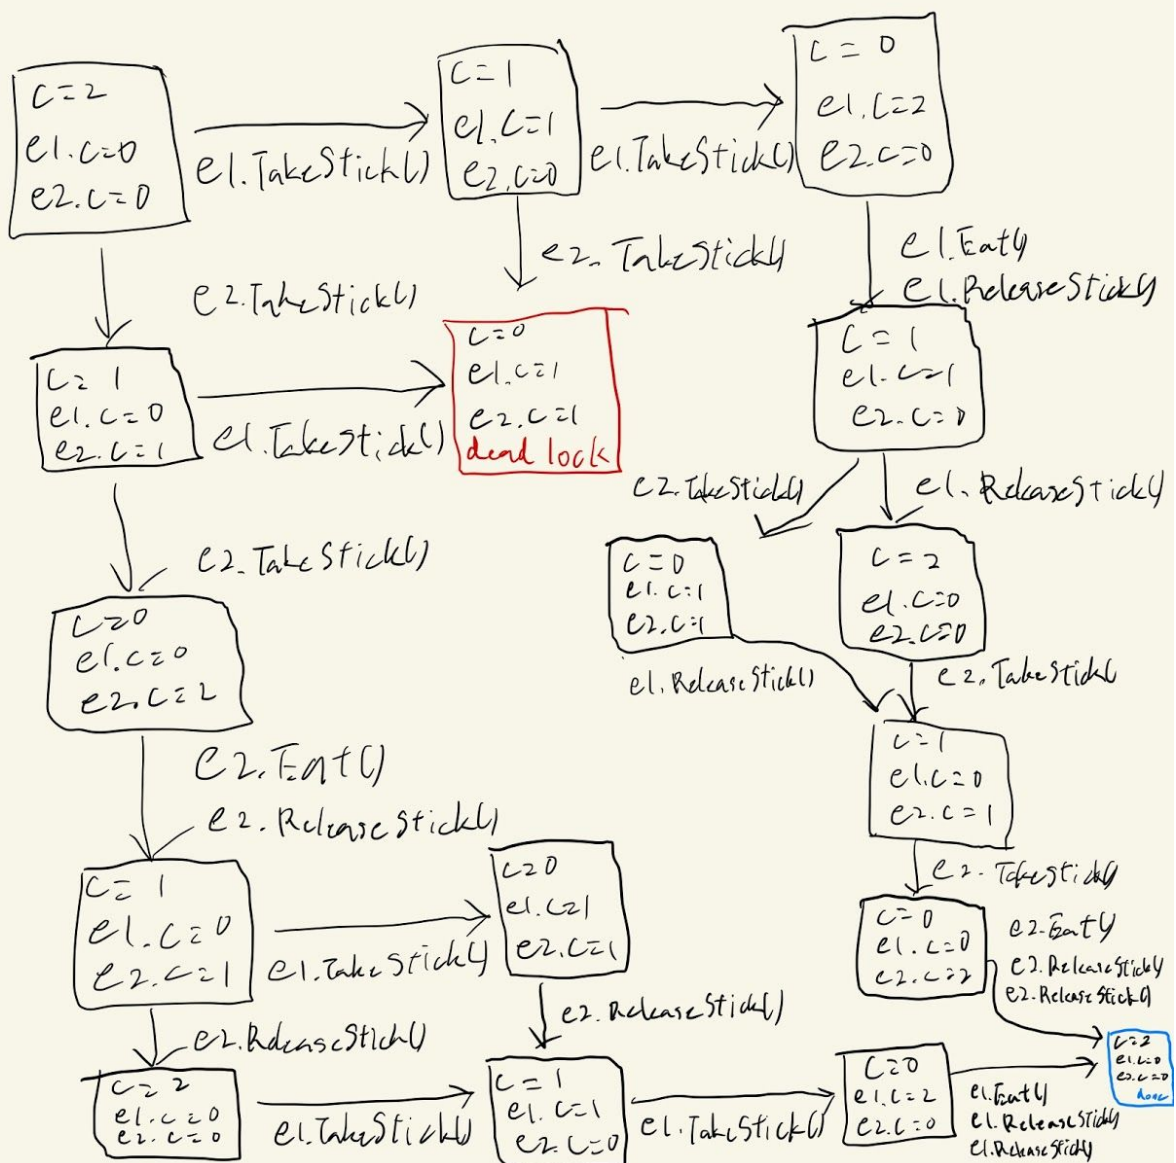 c=2
e1.c=0
e2.c=0
e1.TakeStick()
c=1
e1.c=1
e2.c=0
e1.TakeStick()
c=0
e1.c=2
e2.c=0
e2.TakeStick()
e2.TakeStick()
e1.Eat()
e1.ReleaseStick()
c=1
e1.c=0
e2.c=1
e1.TakeStick()
c=0
e1.c=1
e2.c=1
dead lock
c=1
e1.c=1
e2.c=0
e2.TakeStick()
e2.TakeStick()
e1.ReleaseStick()
c=0
e1.c=0
e2.c=2
c=0
e1.c=1
e2.c=1
c=2
e1.c=0
e2.c=0
e1.ReleaseStick()
e2.TakeStick()
e2.Eat()
e2.ReleaseStick()
c=1
e1.c=0
e2.c=1
e2.TakeStick()
c=1
e1.c=0
e2.c=1
e1.TakeStick()
c=0
e1.c=1
e2.c=1
c=0
e1.c=0
e2.c=2
e2.Eat()
e2.ReleaseStick()
e2.ReleaseStick()
e2.ReleaseStick()
e2.ReleaseStick()
c=2
e1.c=0
e2.c=0
e1.TakeStick()
c=1
e1.c=1
e2.c=0
e1.TakeStick()
c=0
e1.c=2
e2.c=0
e1.Eat()
e1.ReleaseStick()
e1.ReleaseStick()
c=2
e1.c=0
e2.c=0
done